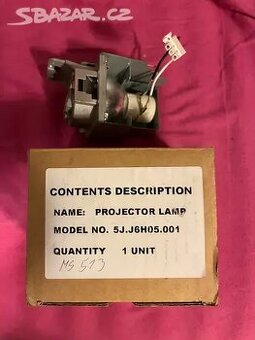 SBAZAR.CZ
CONTENTS DESCRIPTION
NAME: PROJECTOR LAMP
MODEL NO. 5J.J6H05.001
QUANTITY 1 UNIT
MS 513